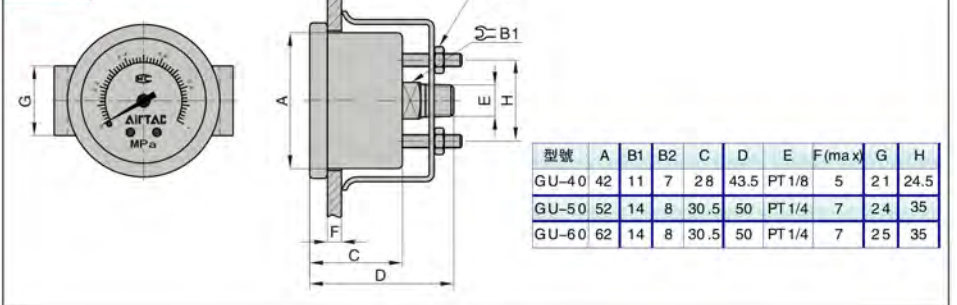 G
AIRTAC
MPa
A
B1
E
H
F
C
D
型號 A B1 B2 C D E F(max) G H
GU-40 42 11 7 28 43.5 PT1/8 5 21 24.5
GU-50 52 14 8 30.5 50 PT1/4 7 24 35
GU-60 62 14 8 30.5 50 PT1/4 7 25 35